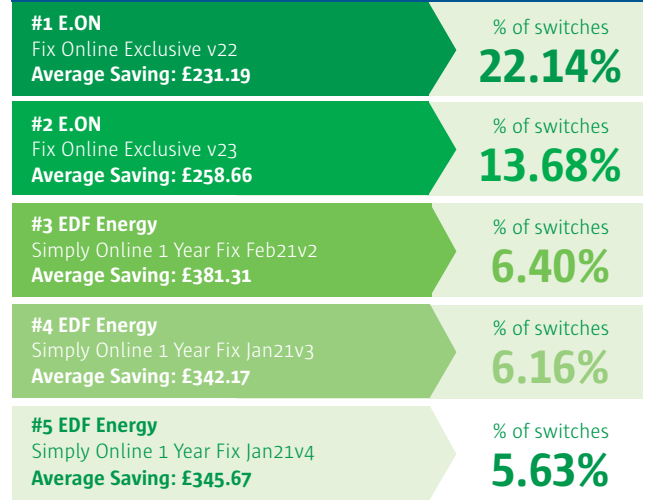 #1 E.ON
Fix Online Exclusive v22
Average Saving: £231.19
% of switches
22.14%
#2 E.ON
Fix Online Exclusive v23
Average Saving: £258.66
% of switches
13.68%
#3 EDF Energy
Simply Online 1 Year Fix Feb21v2
Average Saving: £381.31
% of switches
6.40%
#4 EDF Energy
Simply Online 1 Year Fix Jan21v3
Average Saving: £342.17
% of switches
6.16%
#5 EDF Energy
Simply Online 1 Year Fix Jan21v4
Average Saving: £345.67
% of switches
5.63%